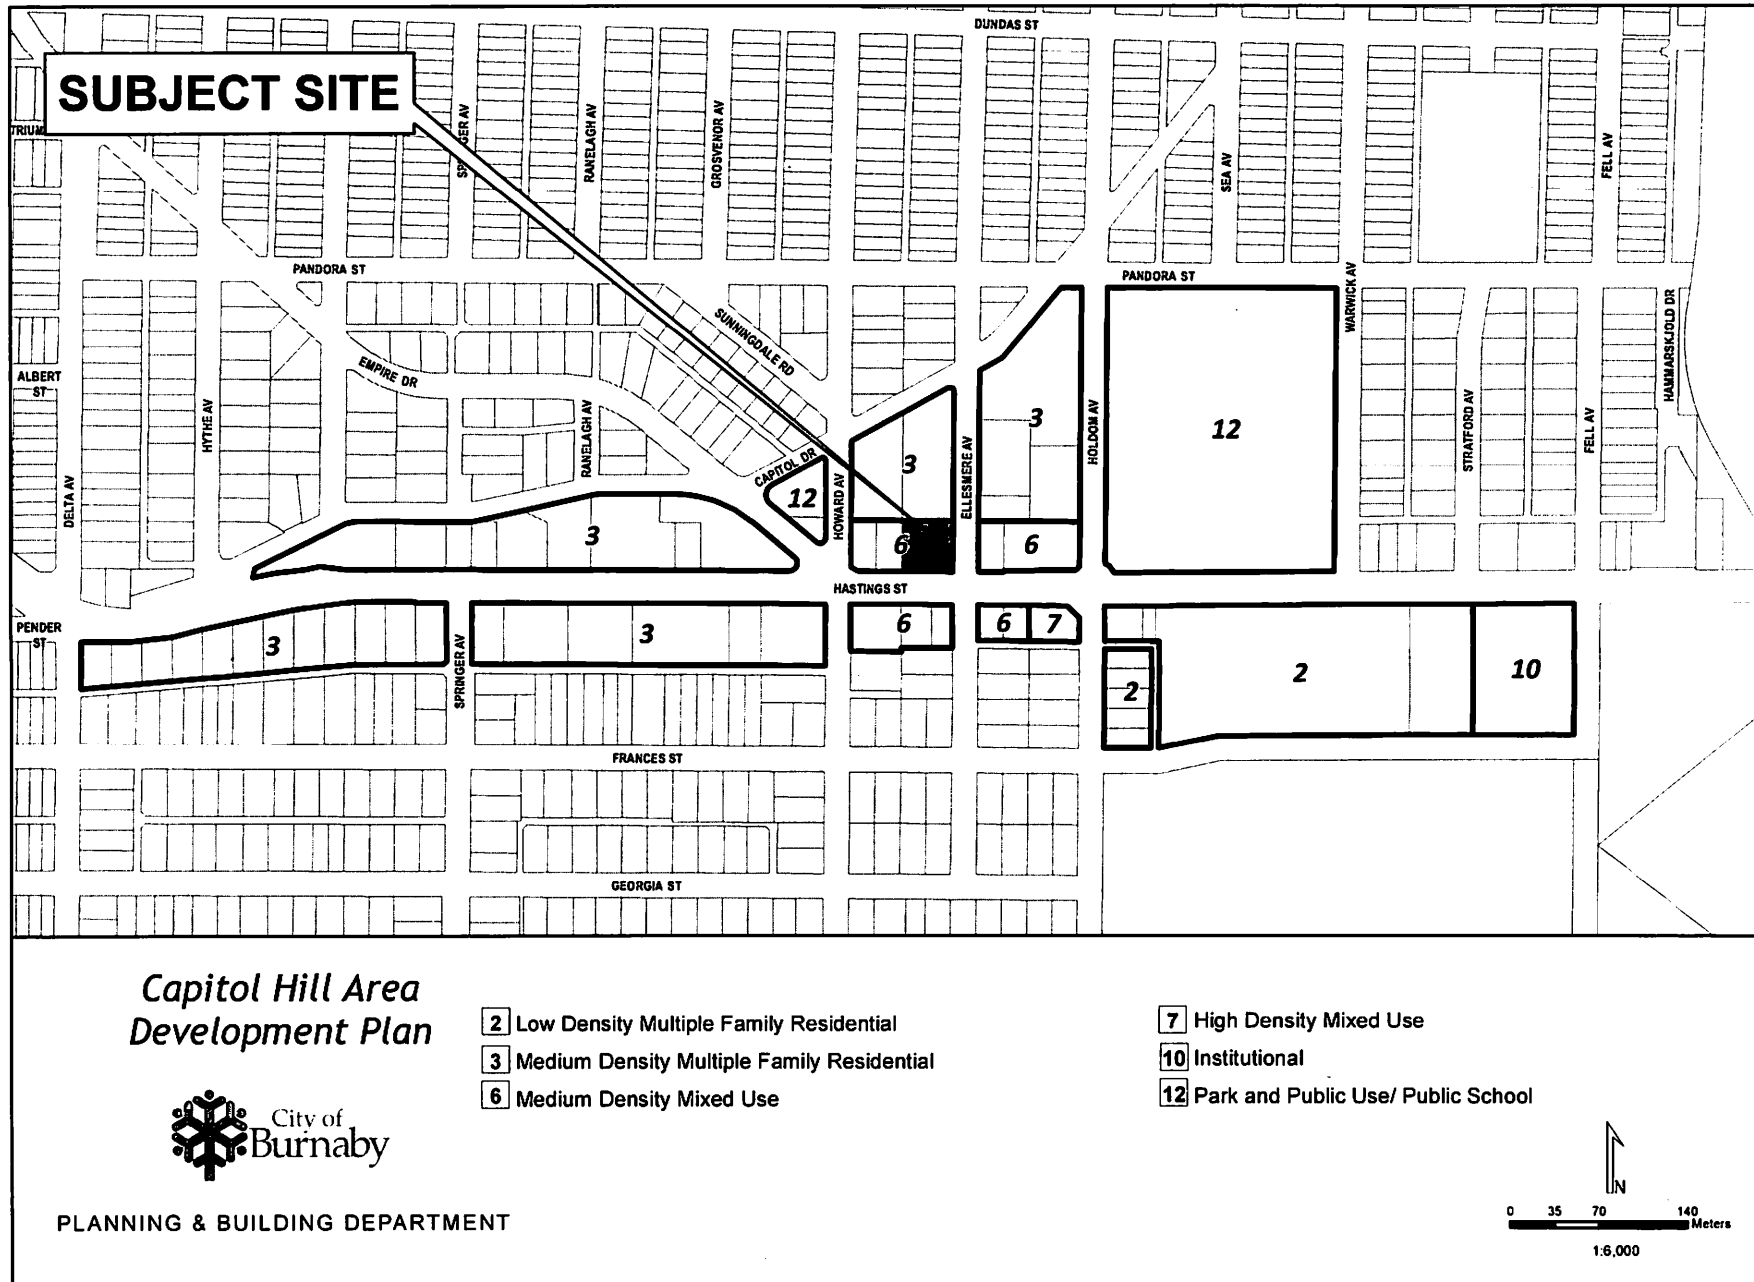 DUNDAS ST
SUBJECT SITE
TRIUM
SPR GER AV
RANELAGH AV
GROSVENOR AV
SEA AV
FELL AV
PANDORA ST
PANDORA ST
WARWICK AV
HAMMARSKJOLD DR
SUNNINGDALE RD
ALBERT
ST
EMPIRE DR
HYTHE AV
RANELAGH AV
3
12
HOLDOM AV
STRATFORD AV
FELL AV
DELTA AV
CAPITOL DR
3
ELLESMERE AV
12
HOWARD AV
3
6
6
HASTINGS ST
PENDER
ST
3
SPRINGER AV
3
6
6
7
2
2
10
FRANCES ST
GEORGIA ST
Capitol Hill Area
Development Plan
2 Low Density Multiple Family Residential
3 Medium Density Multiple Family Residential
6 Medium Density Mixed Use
7 High Density Mixed Use
10 Institutional
12 Park and Public Use/ Public School
City of
Burnaby
PLANNING & BUILDING DEPARTMENT
N
0 35 70 140
Meters
1:6,000